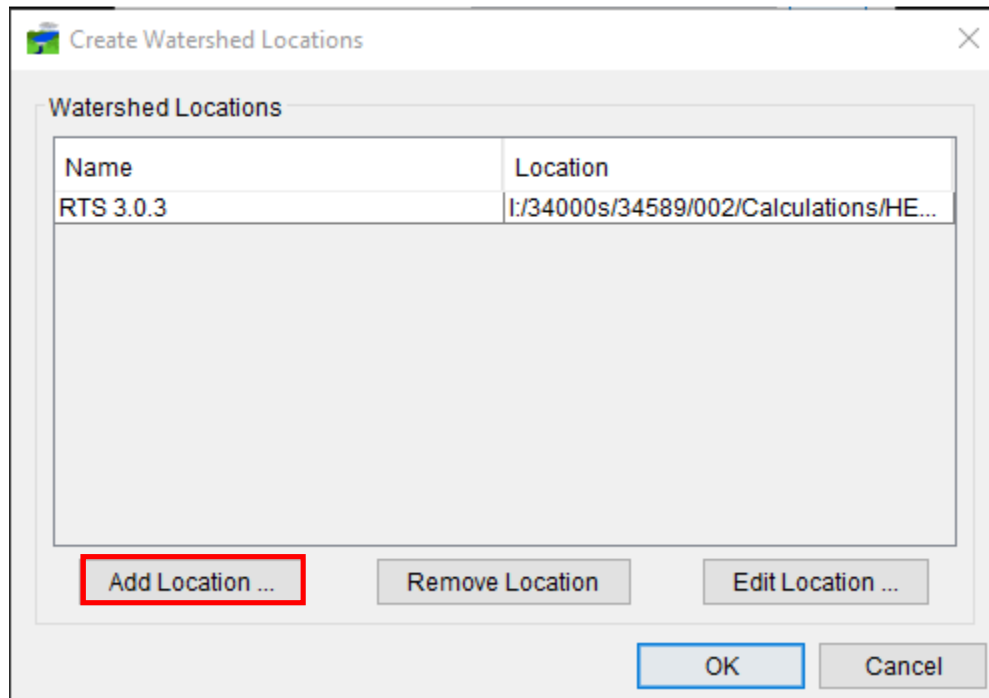 Create Watershed Locations
Watershed Locations
Name Location
RTS 3.0.3 I:/34000s/34589/002/Calculations/HE...
Add Location ... Remove Location Edit Location ...
OK Cancel